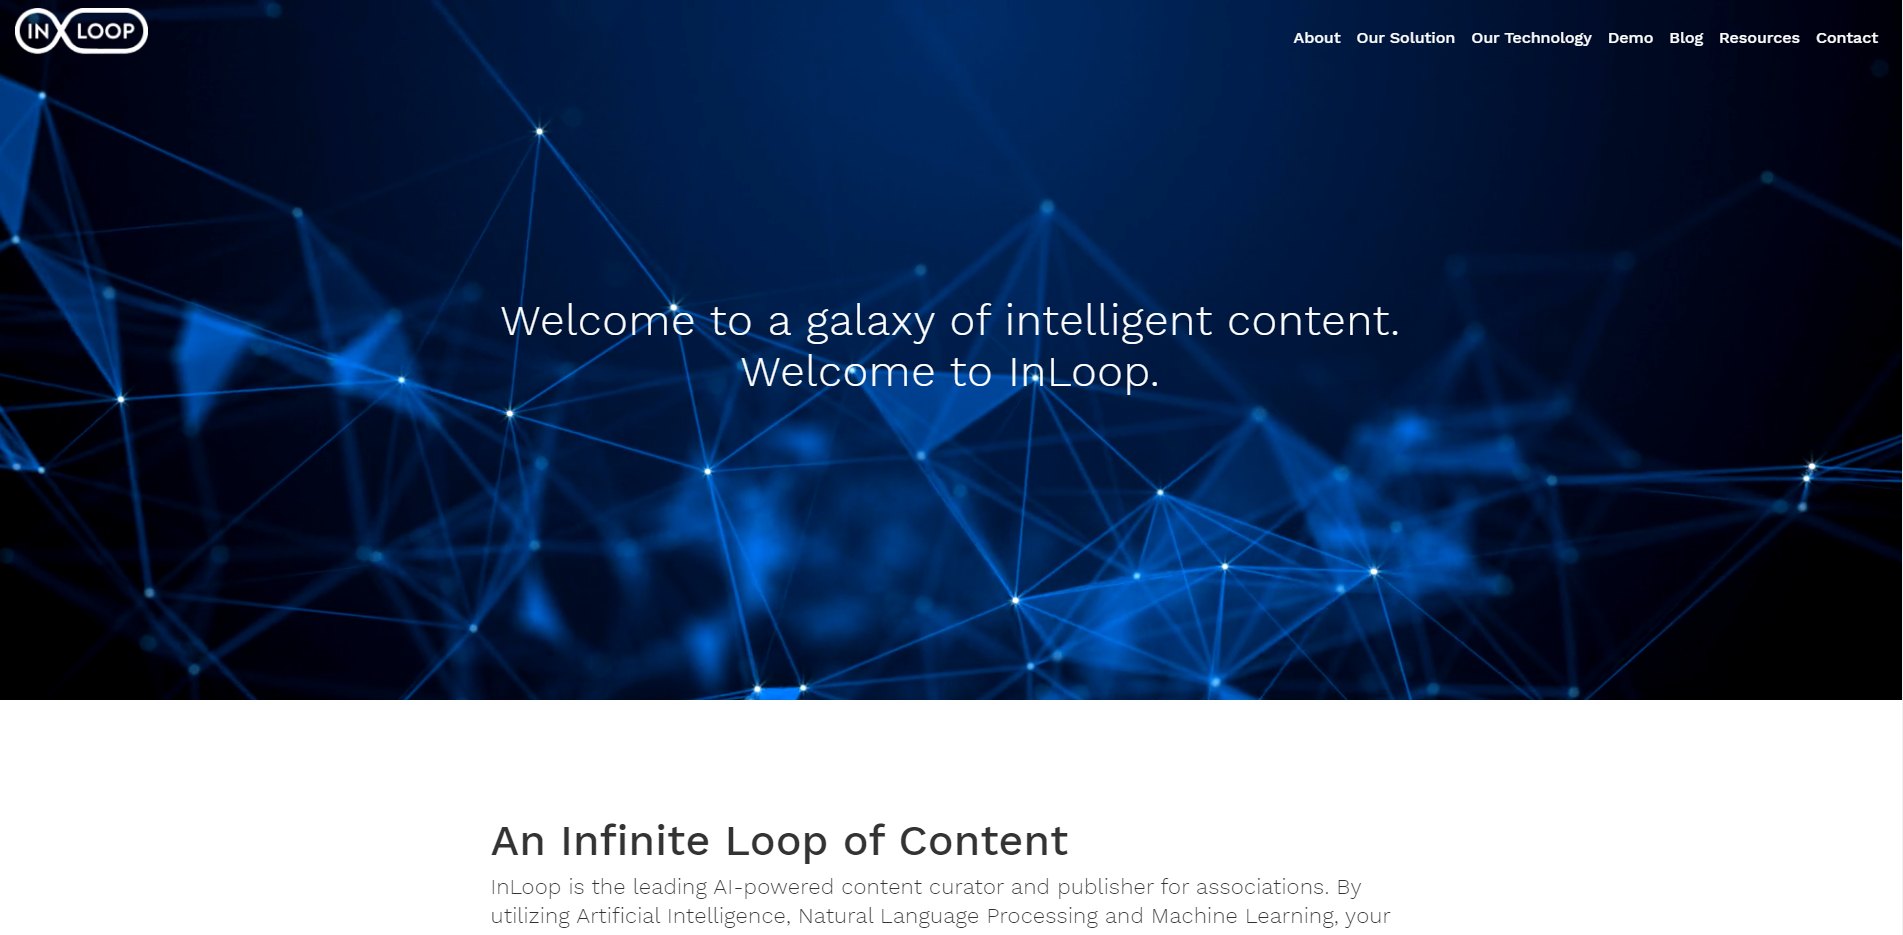 IN LOOP
About Our Solution Our Technology Demo Blog Resources Contact
Welcome to a galaxy of intelligent content.
Welcome to InLoop.
An Infinite Loop of Content
InLoop is the leading AI-powered content curator and publisher for associations. By
utilizing Artificial Intelligence, Natural Language Processing and Machine Learning, your